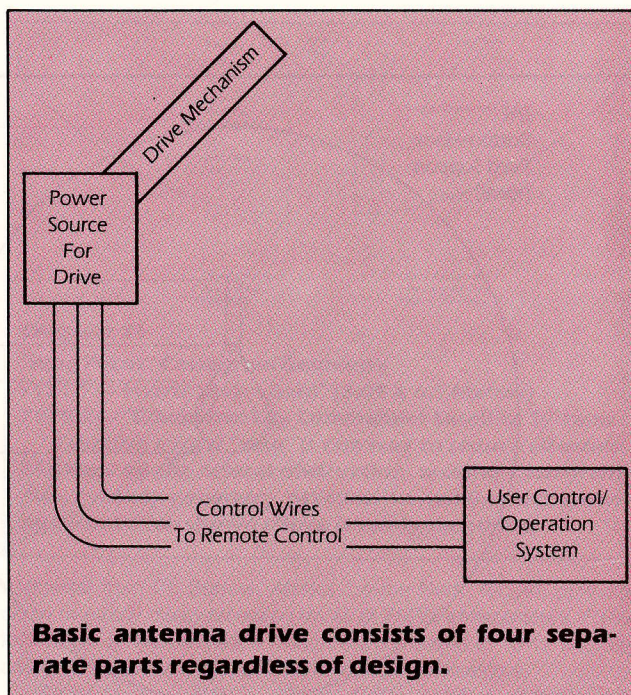 Drive Mechanism
Power
Source
For
Drive
Control Wires
To Remote Control
User Control/
Operation
System
Basic antenna drive consists of four sepa-
rate parts regardless of design.